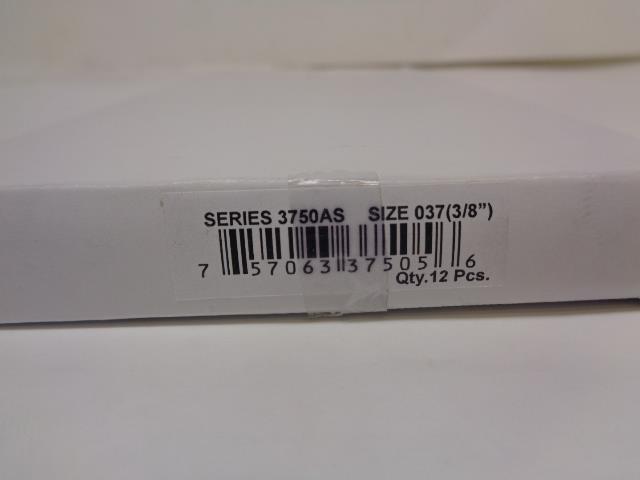 SERIES 3750AS SIZE 037(3/8")
7 57063 37505 6
Qty.12 Pcs.